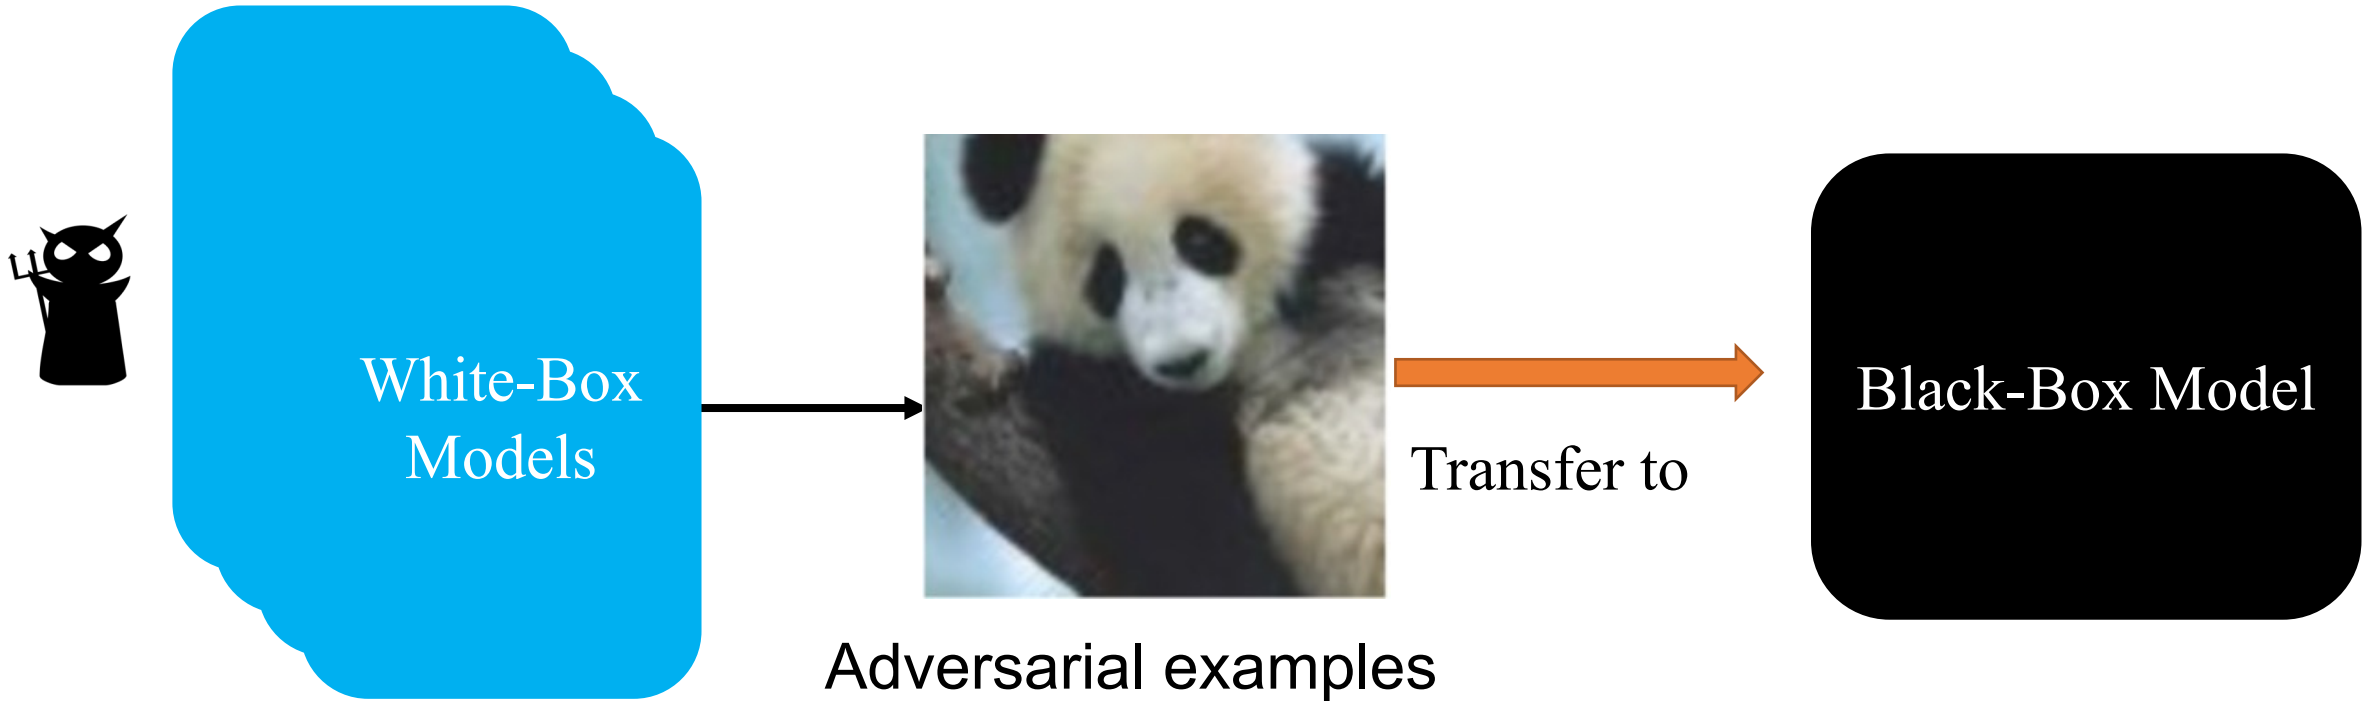 White-Box
Models
Adversarial examples
Transfer to
Black-Box Model